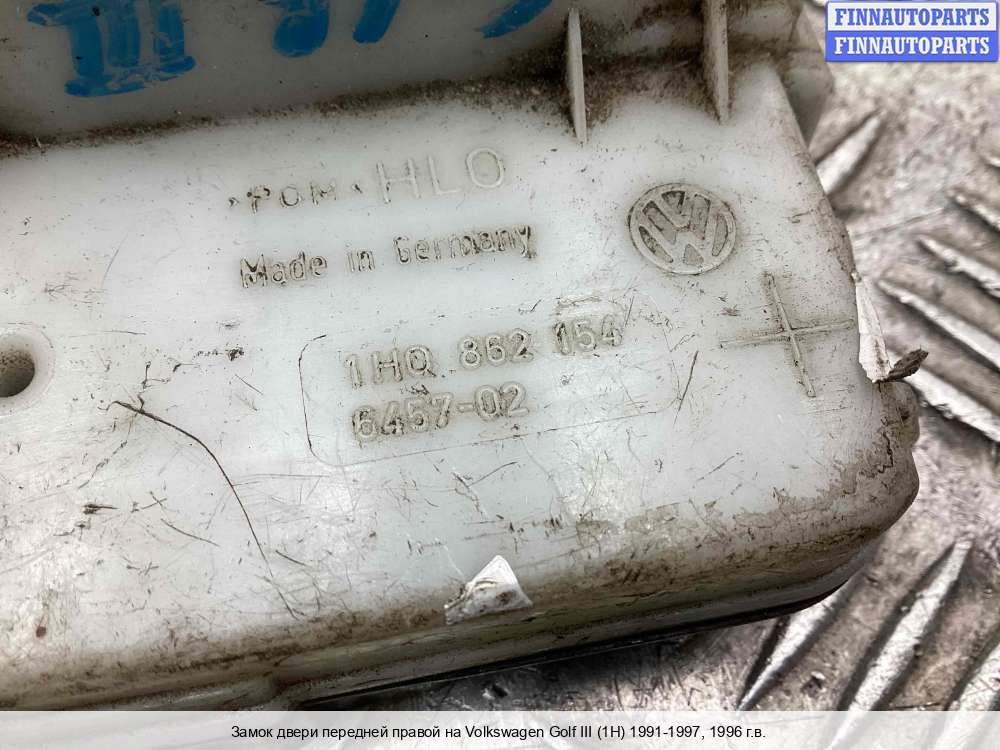 FINNAUTOPARTS
FINNAUTOPARTS
>POM< HLO
Made in Germany
1H0 862 154
6457-02
Замок двери передней правой на Volkswagen Golf III (1H) 1991-1997, 1996 г.в.